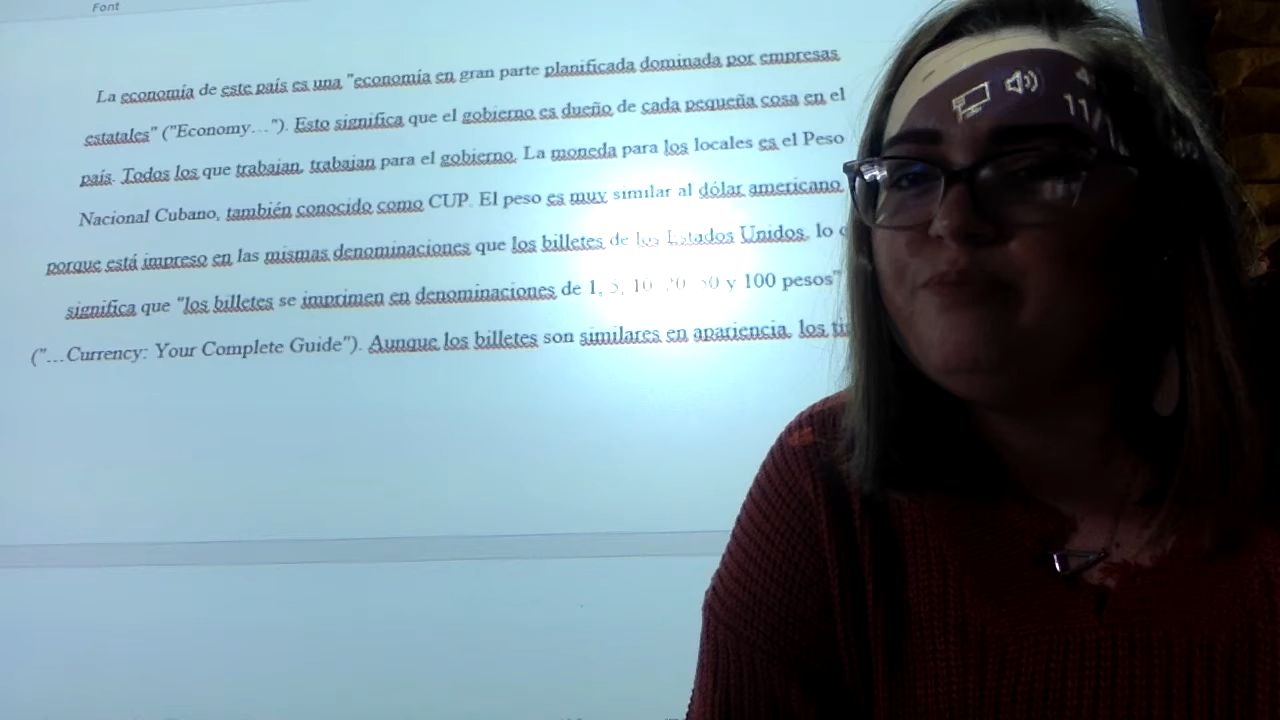 Font
La economía de este país es una "economía en gran parte planificada dominada por empresas
estatales" ("Economy…"). Esto significa que el gobierno es dueño de cada pequeña cosa en el
país. Todos los que trabajan, trabajan para el gobierno. La moneda para los locales es el Peso
Nacional Cubano, también conocido como CUP. El peso es muy similar al dólar americano
porque está impreso en las mismas denominaciones que los billetes de los Estados Unidos, lo
significa que "los billetes se imprimen en denominaciones de 1, 5, 10, 20, 50 y 100 pesos"
("…Currency: Your Complete Guide"). Aunque los billetes son similares en apariencia, los
11/1